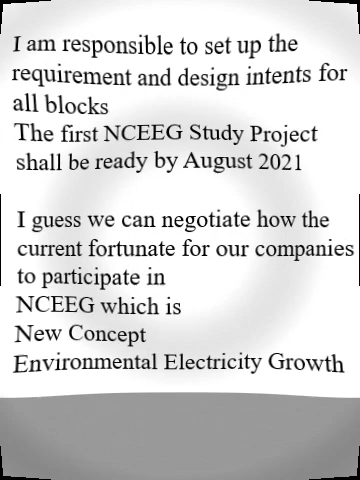 I am responsible to set up the
requirement and design intents for
all blocks
The first NCEEG Study Project
shall be ready by August 2021
I guess we can negotiate how the
current fortunate for our companies
to participate in
NCEEG which is
New Concept
Environmental Electricity Growth